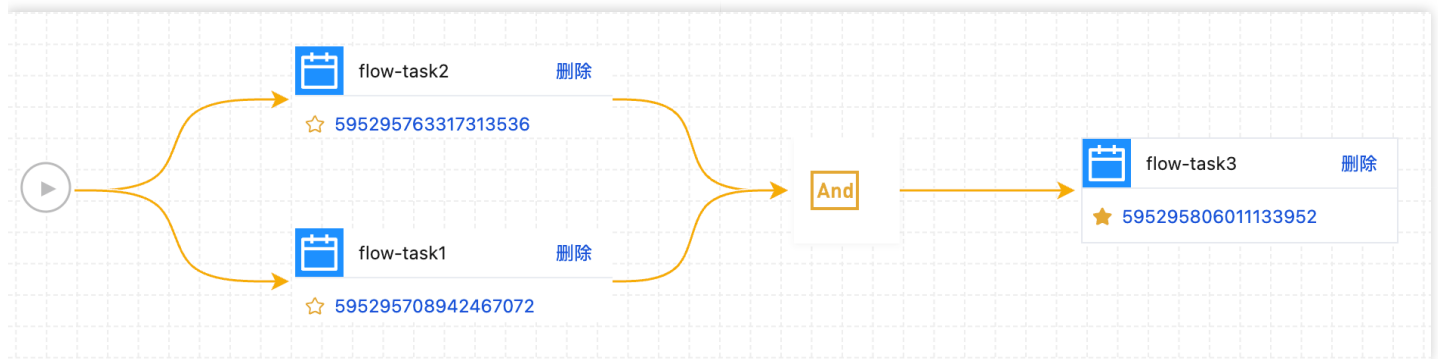 flow-task2 删除
595295763317313536
flow-task1 删除
595295708942467072
And
flow-task3 删除
595295806011133952